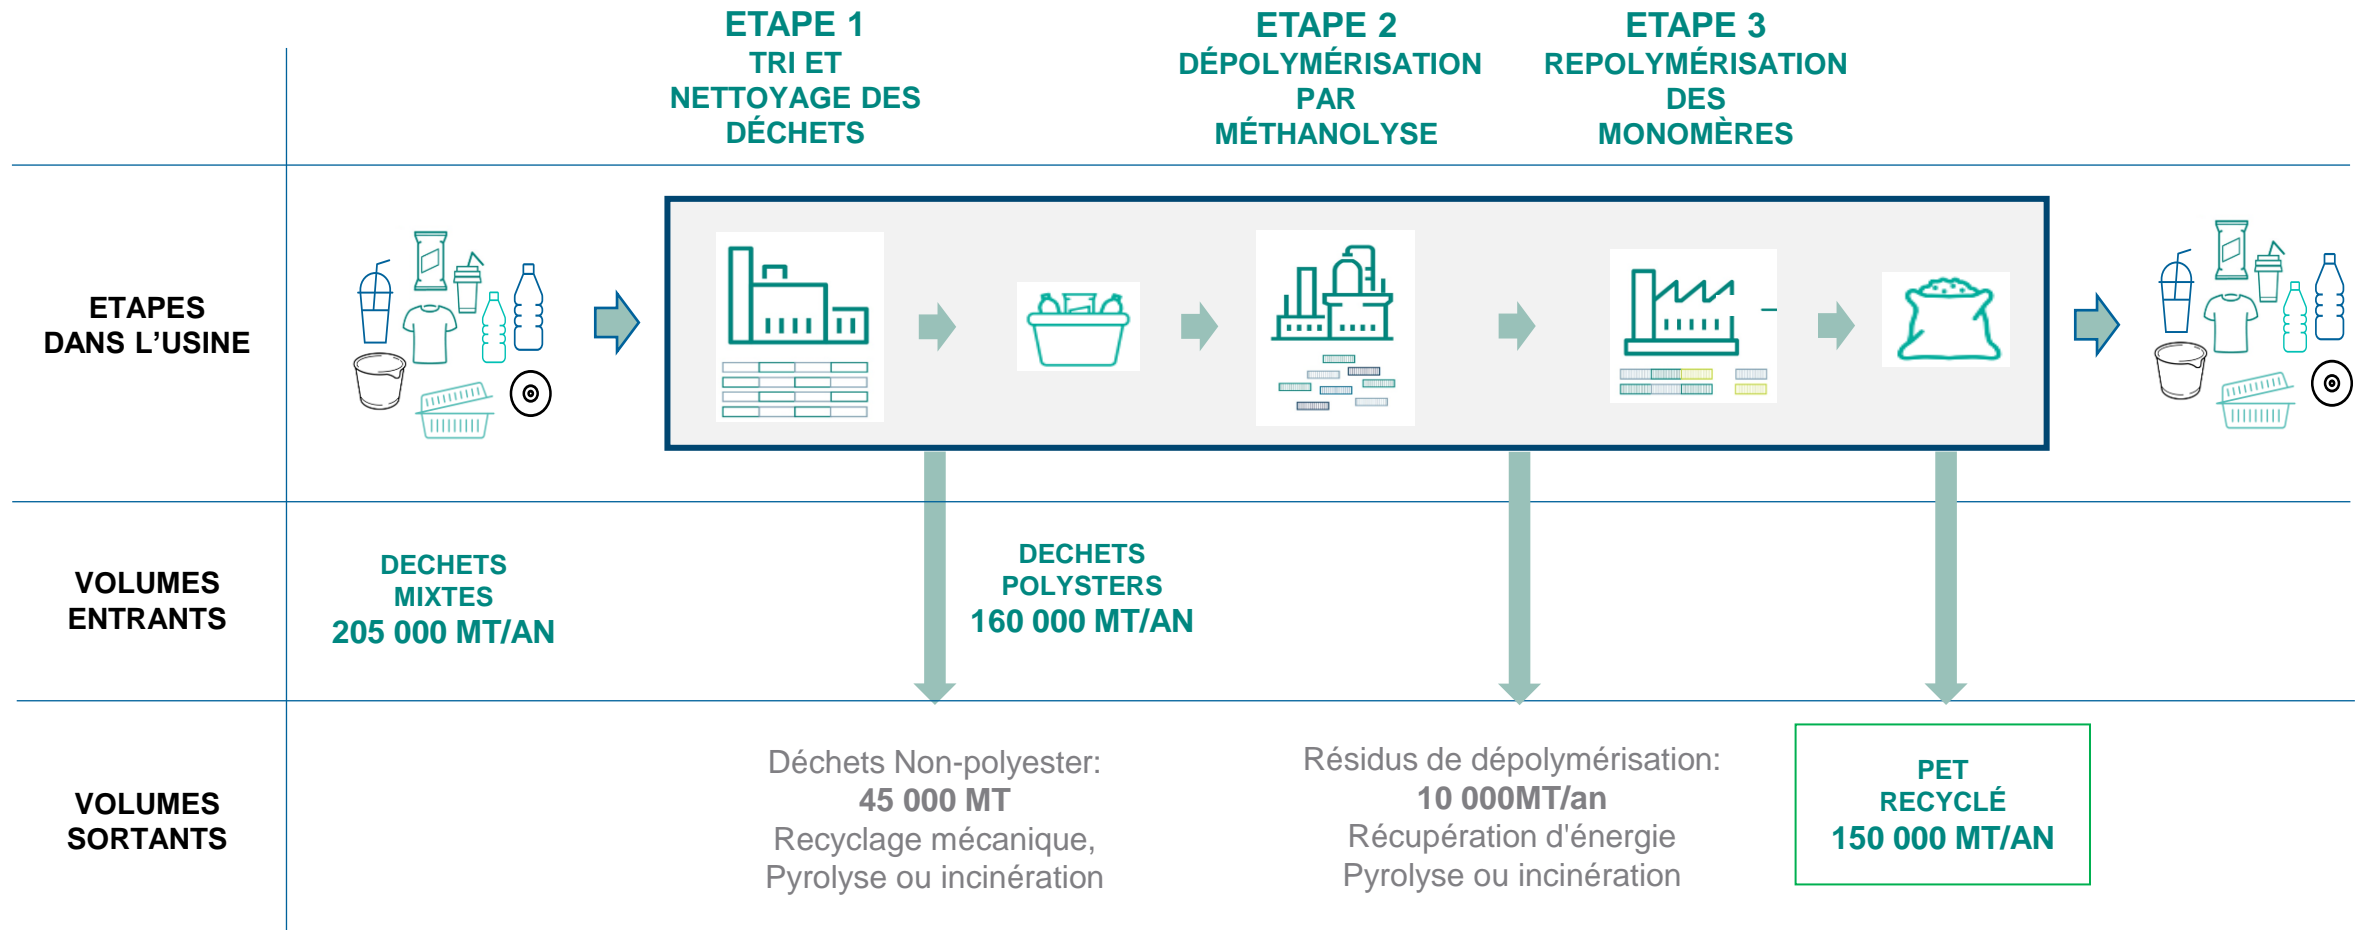 ETAPE 1
TRI ET
NETTOYAGE DES
DÉCHETS
ETAPE 2
DÉPOLYMÉRISATION
PAR
MÉTHANOLYSE
ETAPE 3
REPOLYMÉRISATION
DES
MONOMÈRES
ETAPES
DANS L'USINE
VOLUMES
ENTRANTS
DECHETS
MIXTES
205 000 MT/AN
DECHETS
POLYSTERS
160 000 MT/AN
VOLUMES
SORTANTS
Déchets Non-polyester:
45 000 MT
Recyclage mécanique,
Pyrolyse ou incinération
Résidus de dépolymérisation:
10 000MT/an
Récupération d'énergie
Pyrolyse ou incinération
PET
RECYCLÉ
150 000 MT/AN